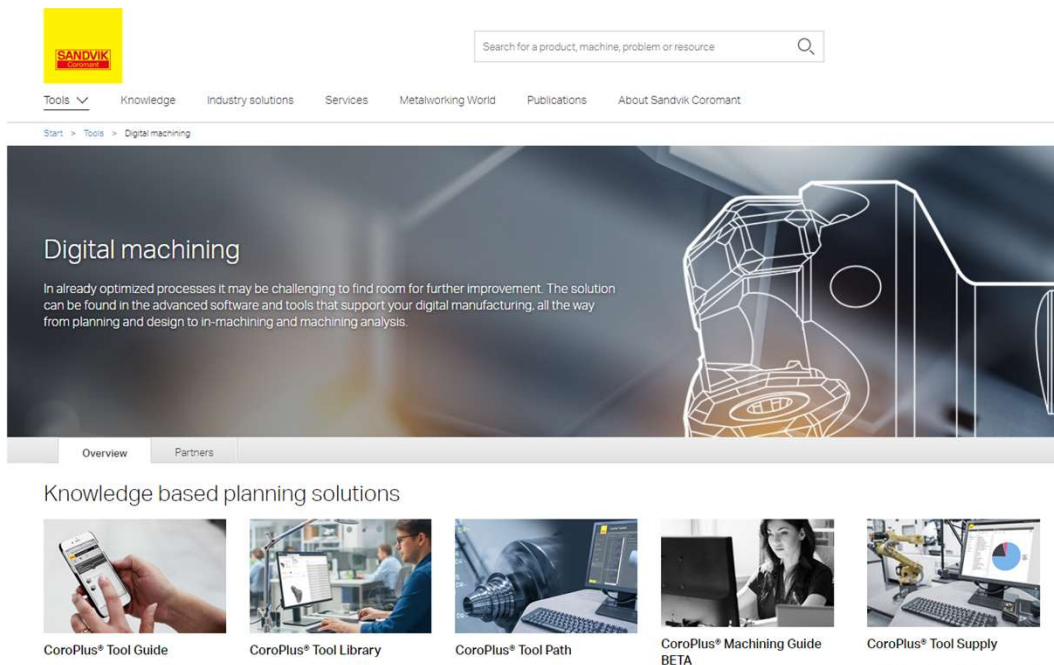 SANDVIK
Coromant
Search for a product, machine, problem or resource
Tools Knowledge Industry solutions Services Metalworking World Publications About Sandvik Coromant
Start > Tools > Digital machining
Digital machining
In already optimized processes it may be challenging to find room for further improvement. The solution
can be found in the advanced software and tools that support your digital manufacturing, all the way
from planning and design to in-machining and machining analysis.
Overview Partners
Knowledge based planning solutions
CoroPlus® Tool Guide
CoroPlus® Tool Library
CoroPlus® Tool Path
CoroPlus® Machining Guide
BETA
CoroPlus® Tool Supply